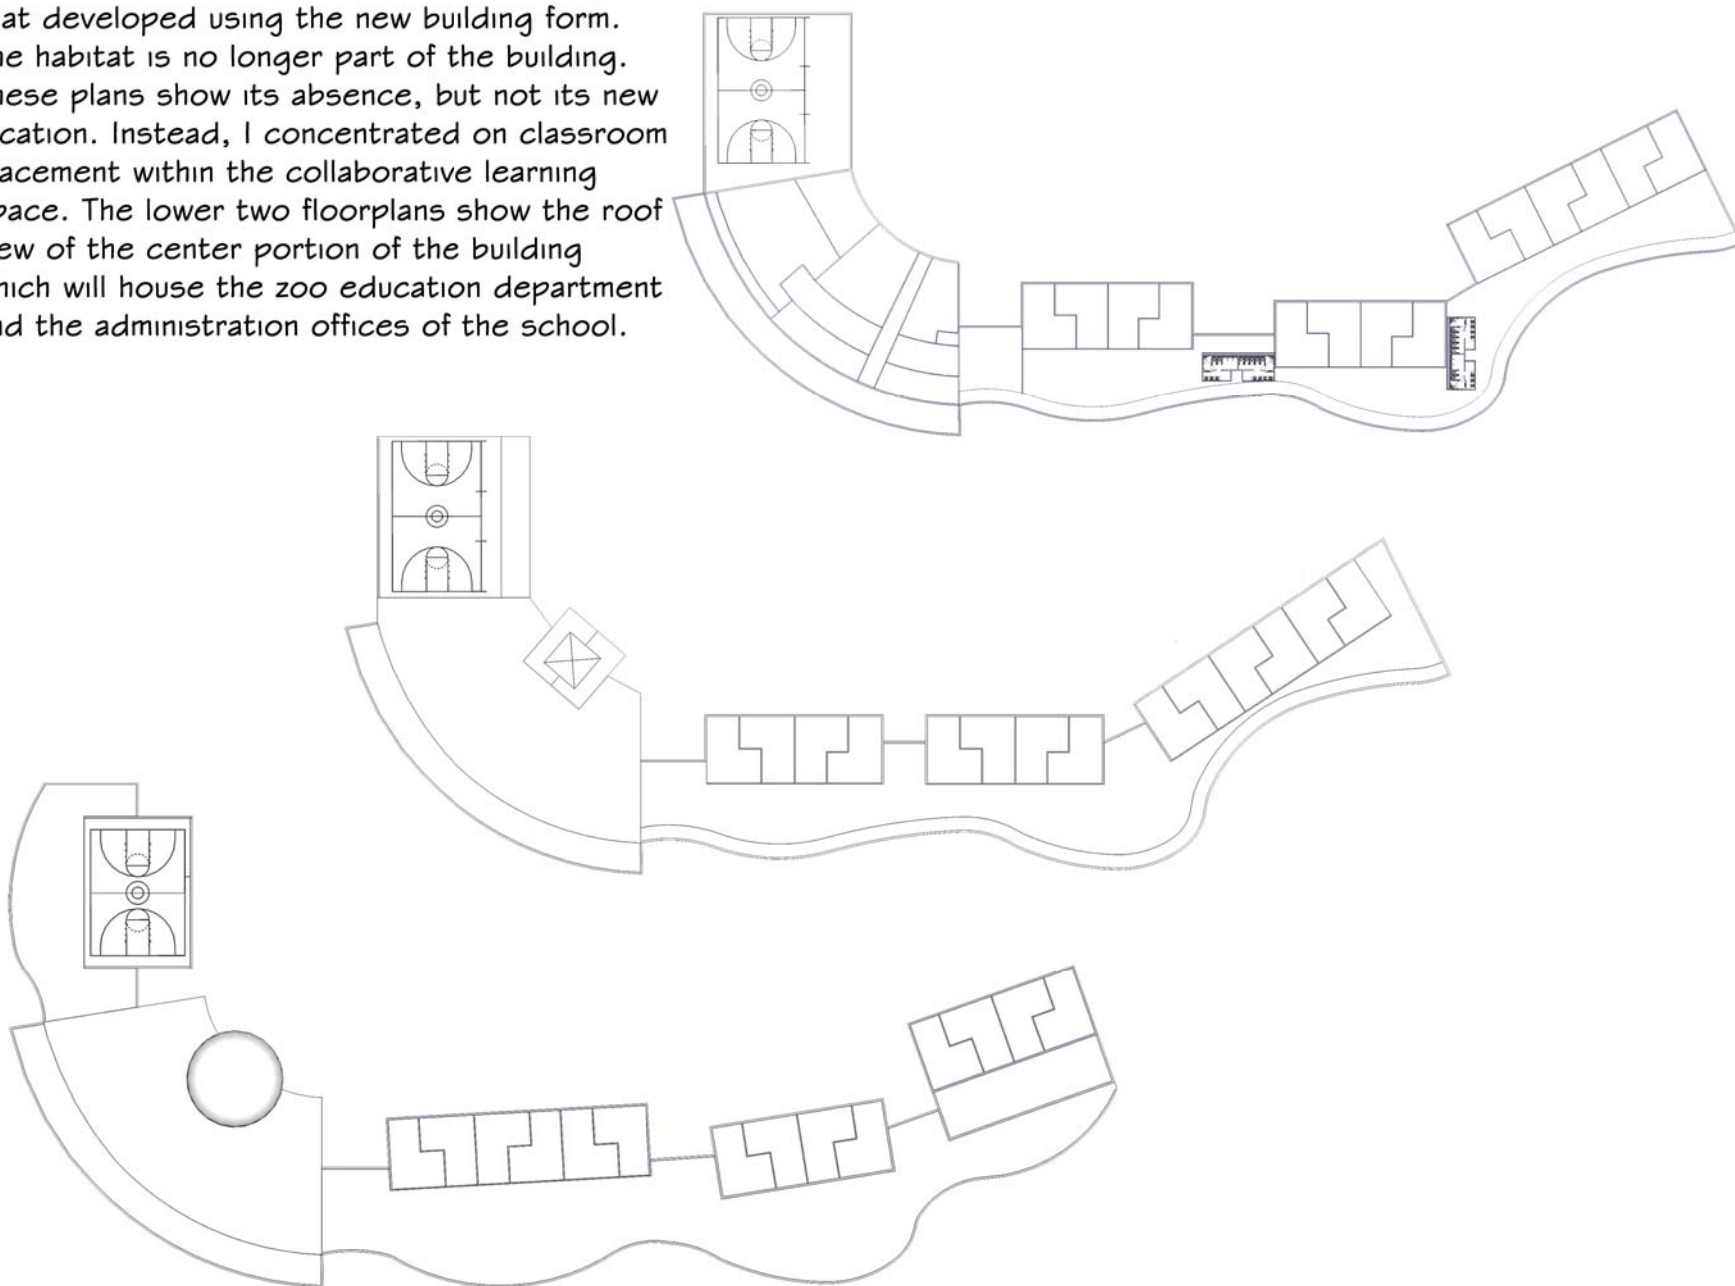 at developed using the new building form.
ne habitat is no longer part of the building.
nese plans show its absence, but not its new
cation. Instead, I concentrated on classroom
acement within the collaborative learning
pace. The lower two floorplans show the roof
ew of the center portion of the building
hich will house the zoo education department
nd the administration offices of the school.